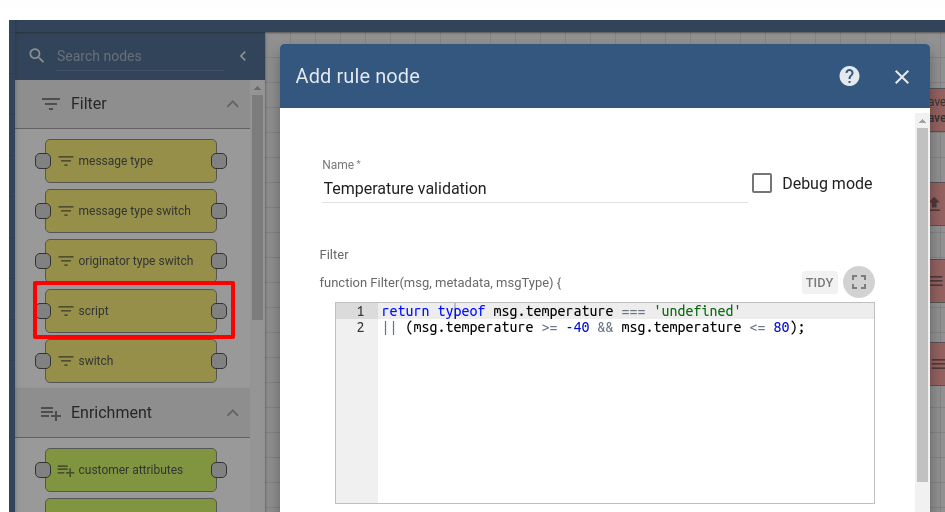 Search nodes
Filter
message type
message type switch
originator type switch
script
switch
Enrichment
customer attributes
Add rule node
Name *
Temperature validation
Debug mode
Filter
function Filter(msg, metadata, msgType) {
TIDY
1 return typeof msg.temperature === 'undefined'
2 || (msg.temperature >= -40 && msg.temperature <= 80);